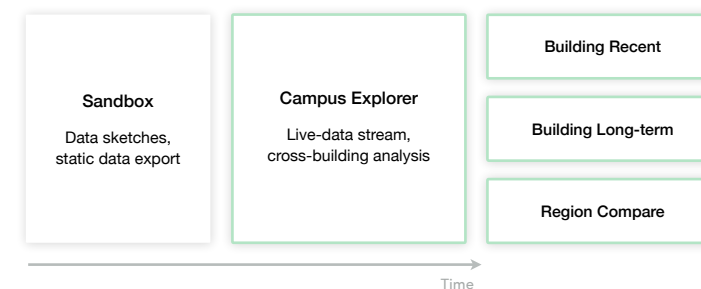 Sandbox
Data sketches,
static data export
Campus Explorer
Live-data stream,
cross-building analysis
Building Recent
Building Long-term
Region Compare
Time